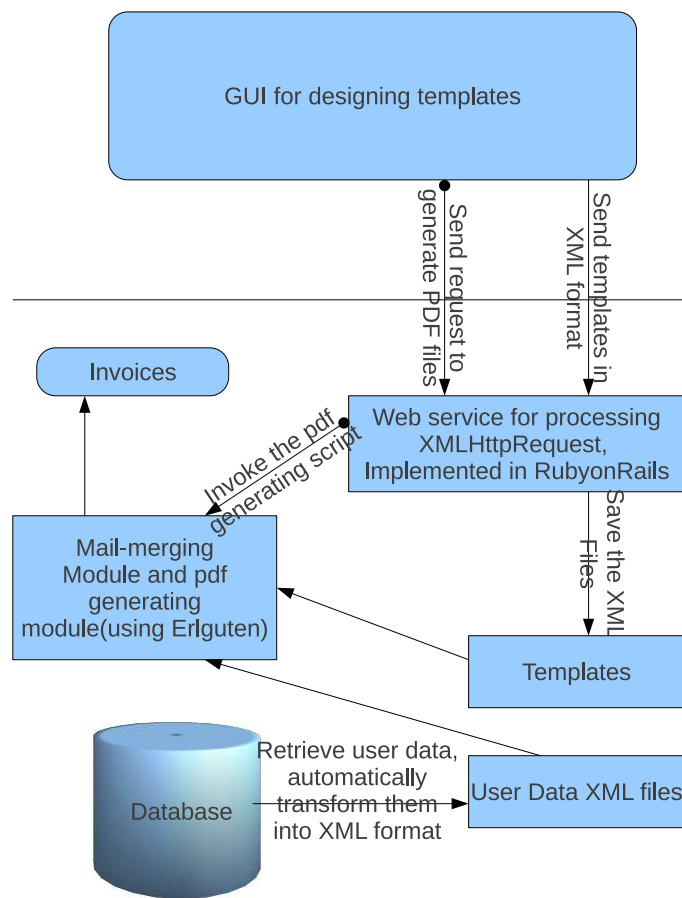 GUI for designing templates
Send request to
generate PDF files
Send templates in
XML format
Invoices
Web service for processing
XMLHttpRequest,
Implemented in RubyonRails
Invoke the pdf
generating script
Save the XML
Files
Mail-merging
Module and pdf
generating
module(using Erlguten)
Templates
Retrieve user data,
automatically
transform them
into XML format
Database
User Data XML files